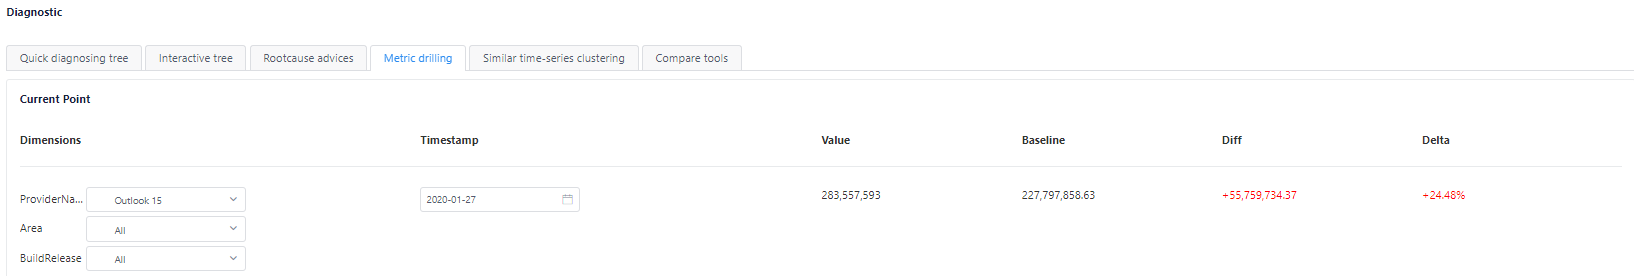 Diagnostic
Quick diagnosing tree Interactive tree Rootcause advices Metric drilling Similar time-series clustering Compare tools
Current Point
Dimensions Timestamp Value Baseline Diff Delta
ProviderNa... Outlook 15 2020-01-27 283,557,593 227,797,858.63 +55,759,734.37 +24.48%
Area All
BuildRelease All